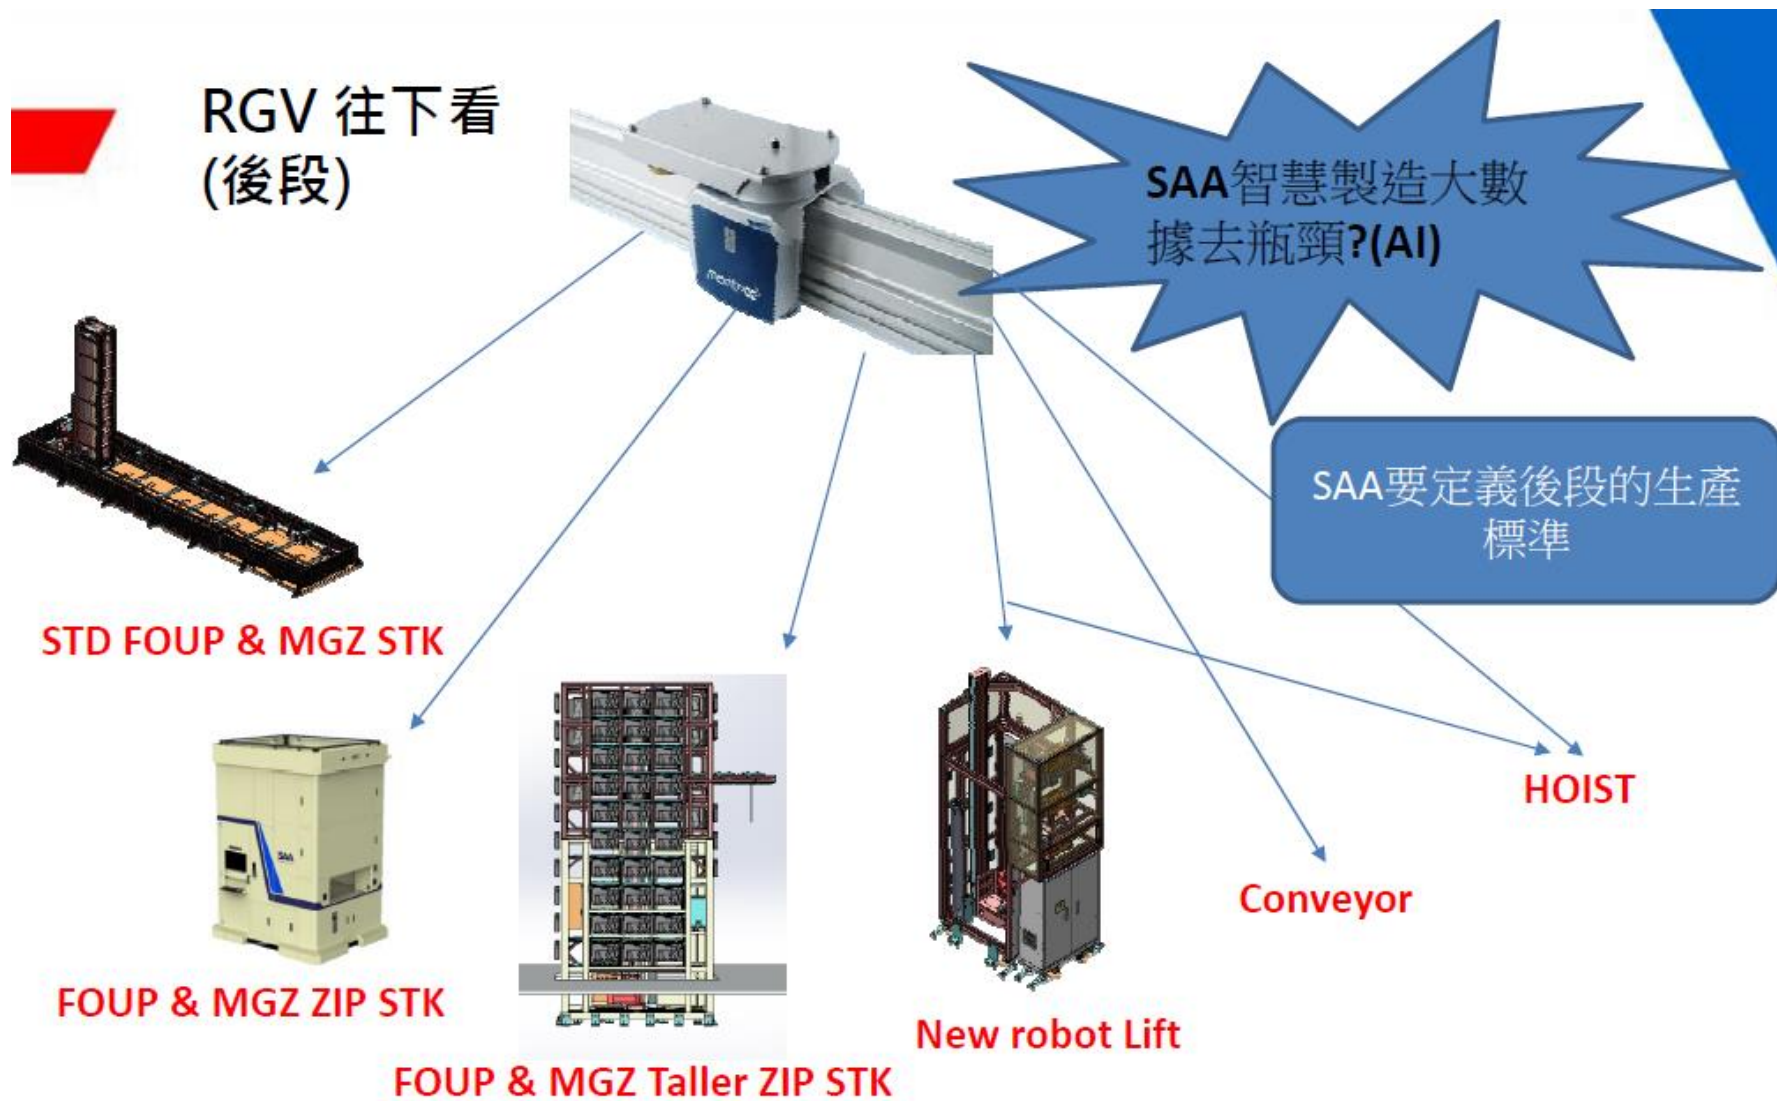 RGV 往下看
(後段)
montrac
SAA智慧製造大數
據去瓶頸?(AI)
SAA要定義後段的生產
標準
STD FOUP & MGZ STK
SAA
HOIST
Conveyor
FOUP & MGZ ZIP STK
New robot Lift
FOUP & MGZ Taller ZIP STK